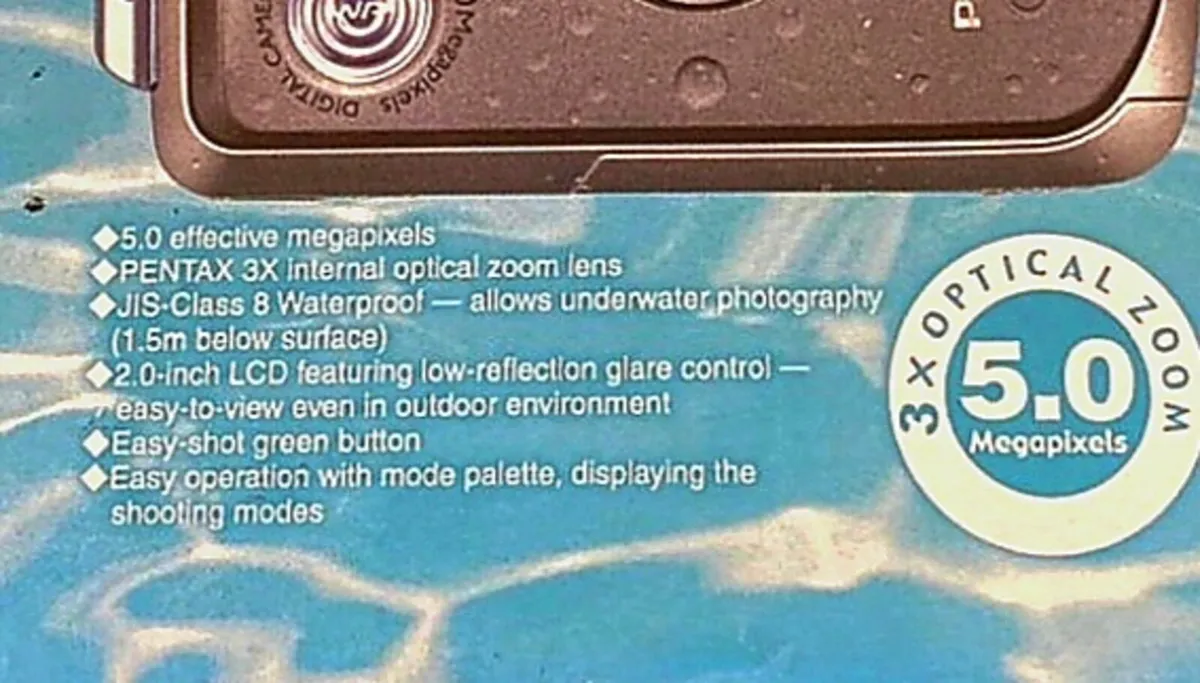 DIGITAL CAME
0 Megapixels
P
◆5.0 effective megapixels
◆PENTAX 3X internal optical zoom lens
◆JIS-Class 8 Waterproof — allows underwater photography
(1.5m below surface)
◆2.0-inch LCD featuring low-reflection glare control —
easy-to-view even in outdoor environment
◆Easy-shot green button
◆Easy operation with mode palette, displaying the
shooting modes
3X OPTICAL ZOOM
5.0
Megapixels